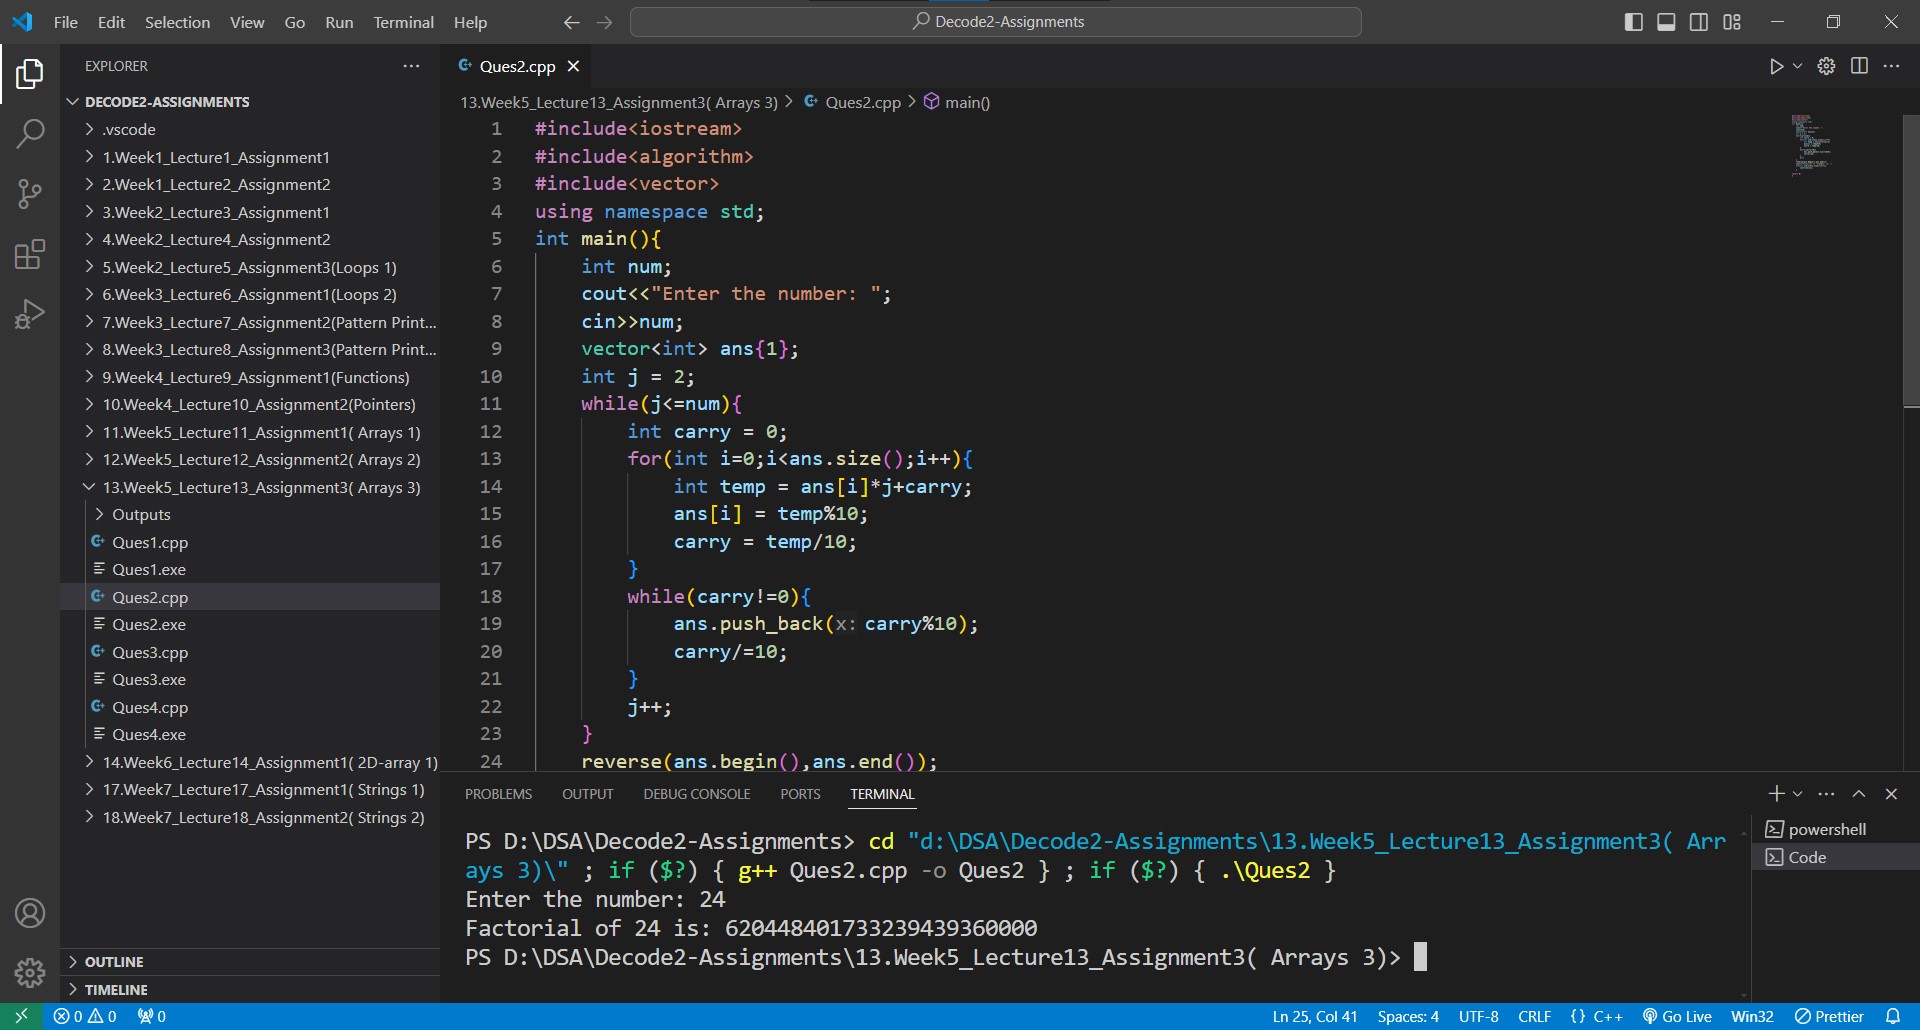 File Edit Selection View Go Run Terminal Help
Decode2-Assignments
EXPLORER
DECODE2-ASSIGNMENTS
.vscode
1.Week1_Lecture1_Assignment1
2.Week1_Lecture2_Assignment2
3.Week2_Lecture3_Assignment1
4.Week2_Lecture4_Assignment2
5.Week2_Lecture5_Assignment3(Loops 1)
6.Week3_Lecture6_Assignment1(Loops 2)
7.Week3_Lecture7_Assignment2(Pattern Print...
8.Week3_Lecture8_Assignment3(Pattern Print...
9.Week4_Lecture9_Assignment1(Functions)
10.Week4_Lecture10_Assignment2(Pointers)
11.Week5_Lecture11_Assignment1( Arrays 1)
12.Week5_Lecture12_Assignment2( Arrays 2)
13.Week5_Lecture13_Assignment3( Arrays 3)
Outputs
Ques1.cpp
Ques1.exe
Ques2.cpp
Ques2.exe
Ques3.cpp
Ques3.exe
Ques4.cpp
Ques4.exe
14.Week6_Lecture14_Assignment1( 2D-array 1)
17.Week7_Lecture17_Assignment1( Strings 1)
18.Week7_Lecture18_Assignment2( Strings 2)
OUTLINE
TIMELINE
Ques2.cpp
13.Week5_Lecture13_Assignment3( Arrays 3) > Ques2.cpp > main()
1 #include<iostream>
2 #include<algorithm>
3 #include<vector>
4 using namespace std;
5 int main(){
6 int num;
7 cout<<"Enter the number: ";
8 cin>>num;
9 vector<int> ans{1};
10 int j = 2;
11 while(j<=num){
12 int carry = 0;
13 for(int i=0;i<ans.size();i++){
14 int temp = ans[i]*j+carry;
15 ans[i] = temp%10;
16 carry = temp/10;
17 }
18 while(carry!=0){
19 ans.push_back(x: carry%10);
20 carry/=10;
21 }
22 j++;
23 }
24 reverse(ans.begin(),ans.end());
PROBLEMS OUTPUT DEBUG CONSOLE PORTS TERMINAL
PS D:\DSA\Decode2-Assignments> cd "d:\DSA\Decode2-Assignments\13.Week5_Lecture13_Assignment3( Arr
ays 3)\" ; if ($?) { g++ Ques2.cpp -o Ques2 } ; if ($?) { .\Ques2 }
Enter the number: 24
Factorial of 24 is: 620448401733239439360000
PS D:\DSA\Decode2-Assignments\13.Week5_Lecture13_Assignment3( Arrays 3)>
powershell
Code
0 0 0 Ln 25, Col 41 Spaces: 4 UTF-8 CRLF {} C++ Go Live Win32 Prettier